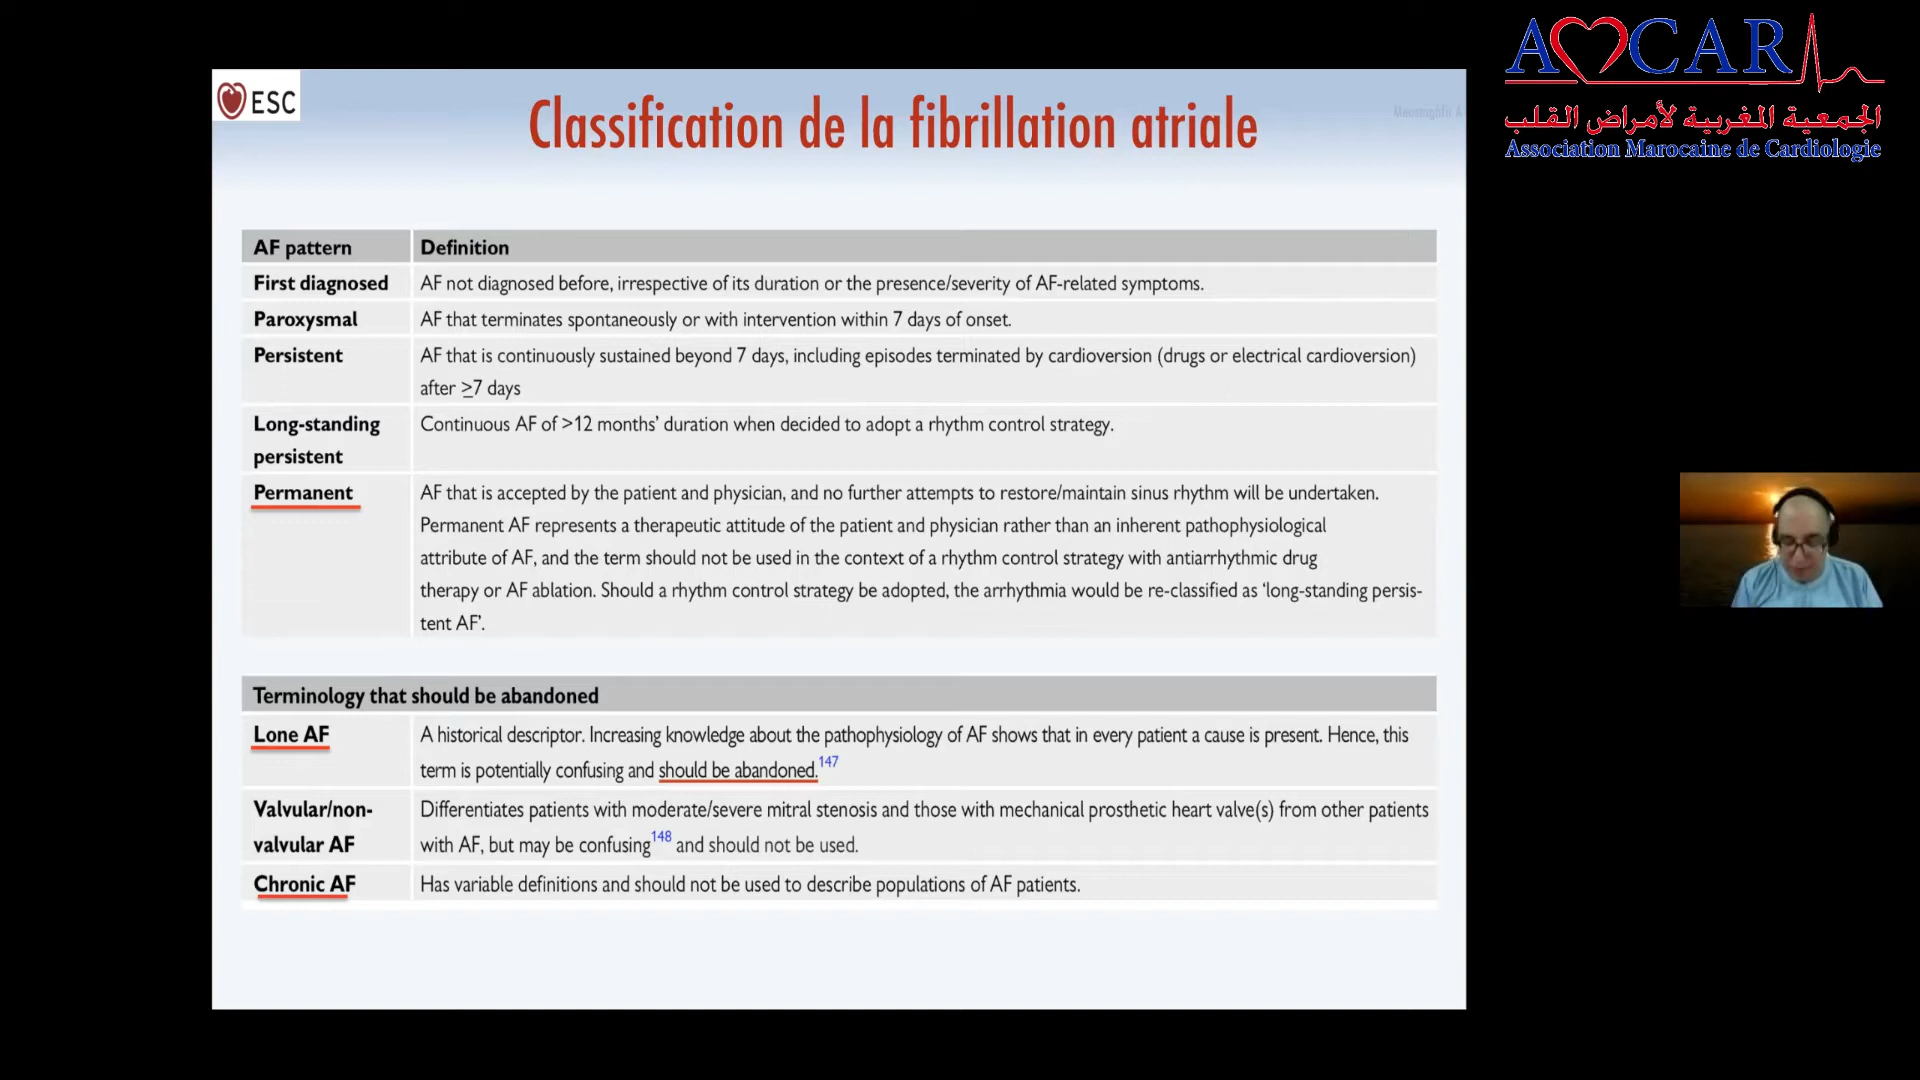 ESC
Classification de la fibrillation atriale
AMCAR
الجمعية المغربية لأمراض القلب
Association Marocaine de Cardiologie
AF pattern Definition
First diagnosed AF not diagnosed before, irrespective of its duration or the presence/severity of AF-related symptoms.
Paroxysmal AF that terminates spontaneously or with intervention within 7 days of onset.
Persistent AF that is continuously sustained beyond 7 days, including episodes terminated by cardioversion (drugs or electrical cardioversion)
after ≥7 days
Long-standing Continuous AF of >12 months’ duration when decided to adopt a rhythm control strategy.
persistent
Permanent AF that is accepted by the patient and physician, and no further attempts to restore/maintain sinus rhythm will be undertaken.
Permanent AF represents a therapeutic attitude of the patient and physician rather than an inherent pathophysiological
attribute of AF, and the term should not be used in the context of a rhythm control strategy with antiarrhythmic drug
therapy or AF ablation. Should a rhythm control strategy be adopted, the arrhythmia would be re-classified as ‘long-standing persis-
tent AF’.
Terminology that should be abandoned
Lone AF A historical descriptor. Increasing knowledge about the pathophysiology of AF shows that in every patient a cause is present. Hence, this
term is potentially confusing and should be abandoned.147
Valvular/non- Differentiates patients with moderate/severe mitral stenosis and those with mechanical prosthetic heart valve(s) from other patients
valvular AF with AF, but may be confusing148 and should not be used.
Chronic AF Has variable definitions and should not be used to describe populations of AF patients.